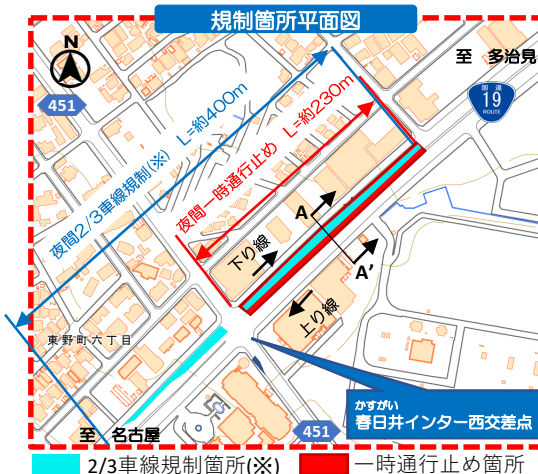 規制箇所平面図
N
至 多治見
451
国道
19
ROUTE
夜間2/3車線規制(※) L=約400m
夜間一時通行止め L=約230m
A
下り線
A'
上り線
東野町六丁目
かすがい
春日井インター西交差点
至 名古屋
451
2/3車線規制箇所(※)
一時通行止め箇所